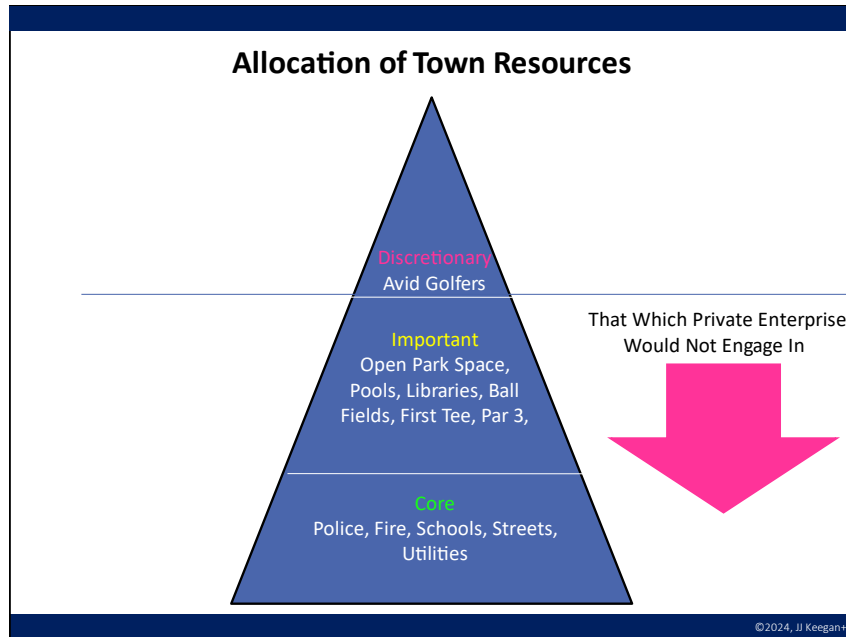 Allocation of Town Resources
Discretionary
Avid Golfers
Important
Open Park Space,
Pools, Libraries, Ball
Fields, First Tee, Par 3,
That Which Private Enterprise
Would Not Engage In
Core
Police, Fire, Schools, Streets,
Utilities
©2024, JJ Keegan+